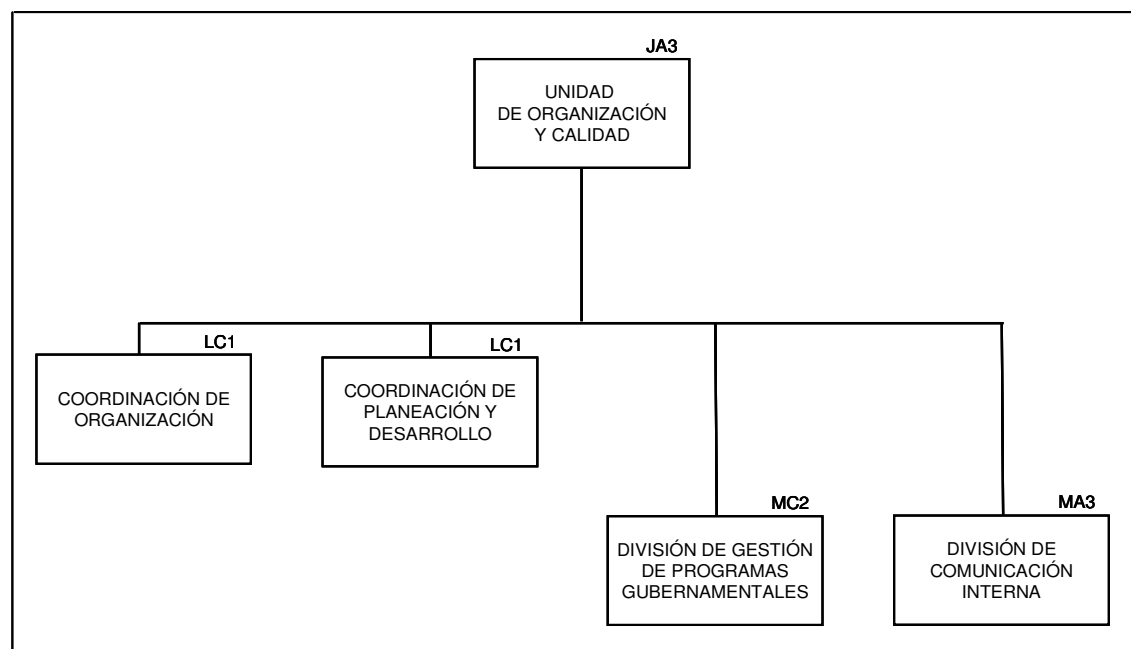 JA3
UNIDAD
DE ORGANIZACIÓN
Y CALIDAD
LC1
COORDINACIÓN DE
ORGANIZACIÓN
LC1
COORDINACIÓN DE
PLANEACIÓN Y
DESARROLLO
MC2
DIVISIÓN DE GESTIÓN
DE PROGRAMAS
GUBERNAMENTALES
MA3
DIVISIÓN DE
COMUNICACIÓN
INTERNA